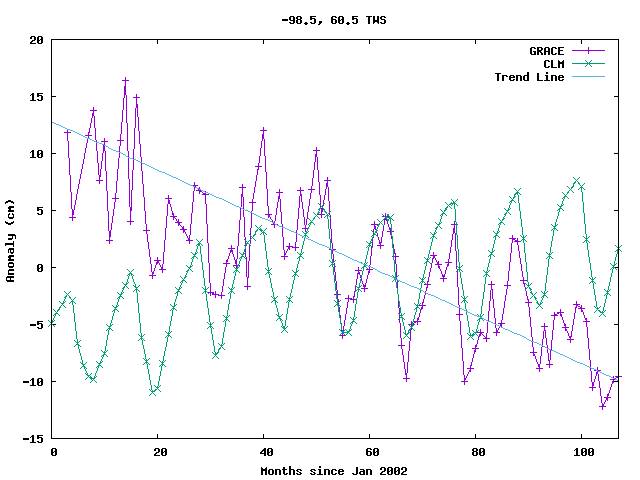 -98.5, 60.5 TWS
GRACE
CLM
Trend Line
20
15
10
5
0
-5
-10
-15
Anomaly (cm)
0 20 40 60 80 100
Months since Jan 2002